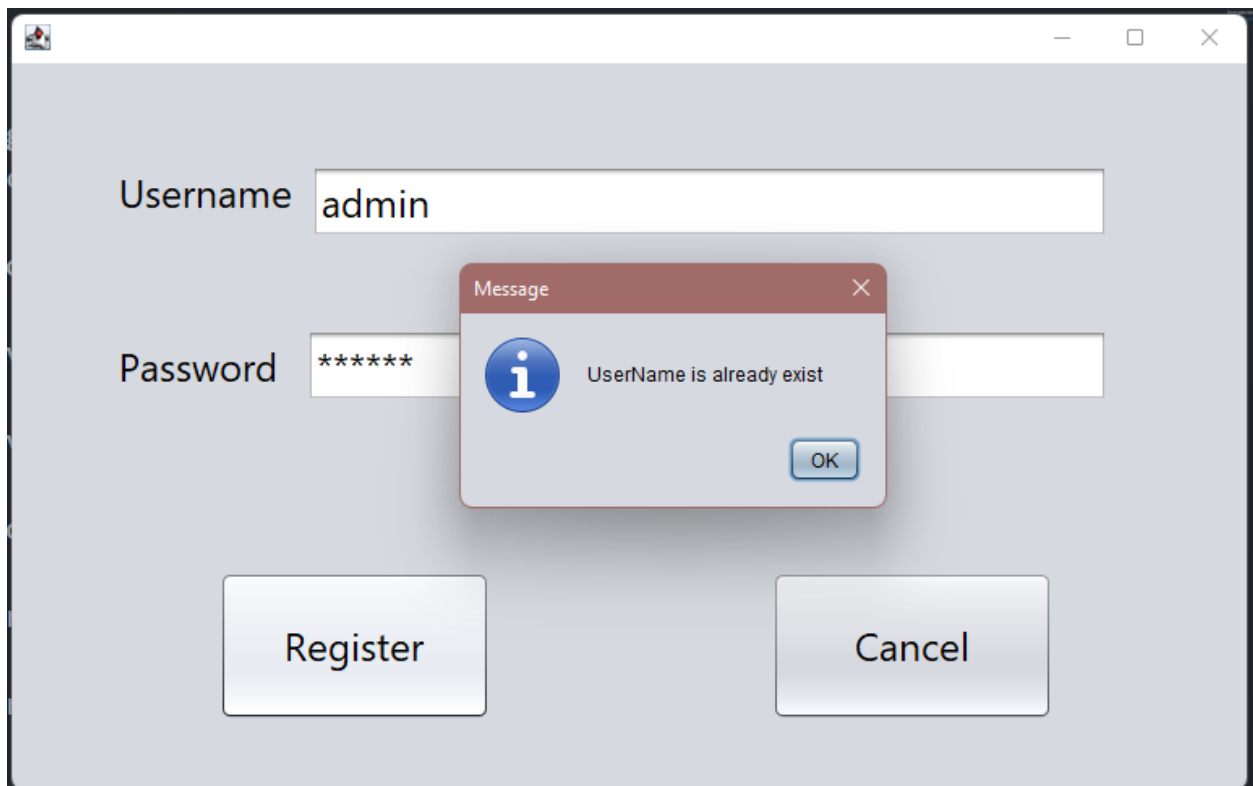 Username
admin
Message
UserName is already exist
Password
******
OK
Register
Cancel